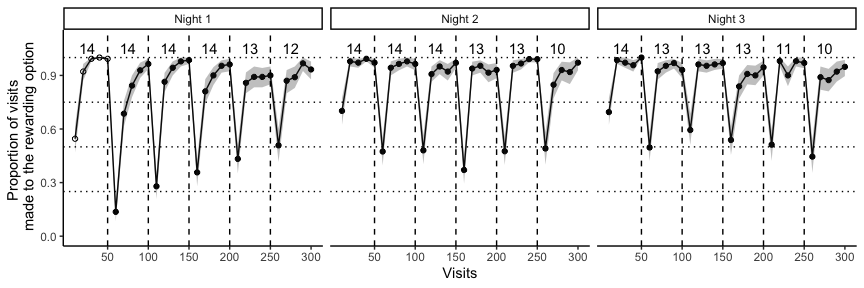 Night 1 Night 2 Night 3
14 14 14 14 13 12 14 14 14 13 13 10 14 13 13 13 11 10
Proportion of visits
made to the rewarding option
0.9
0.6
0.3
0.0
50 100 150 200 250 300 50 100 150 200 250 300 50 100 150 200 250 300
Visits